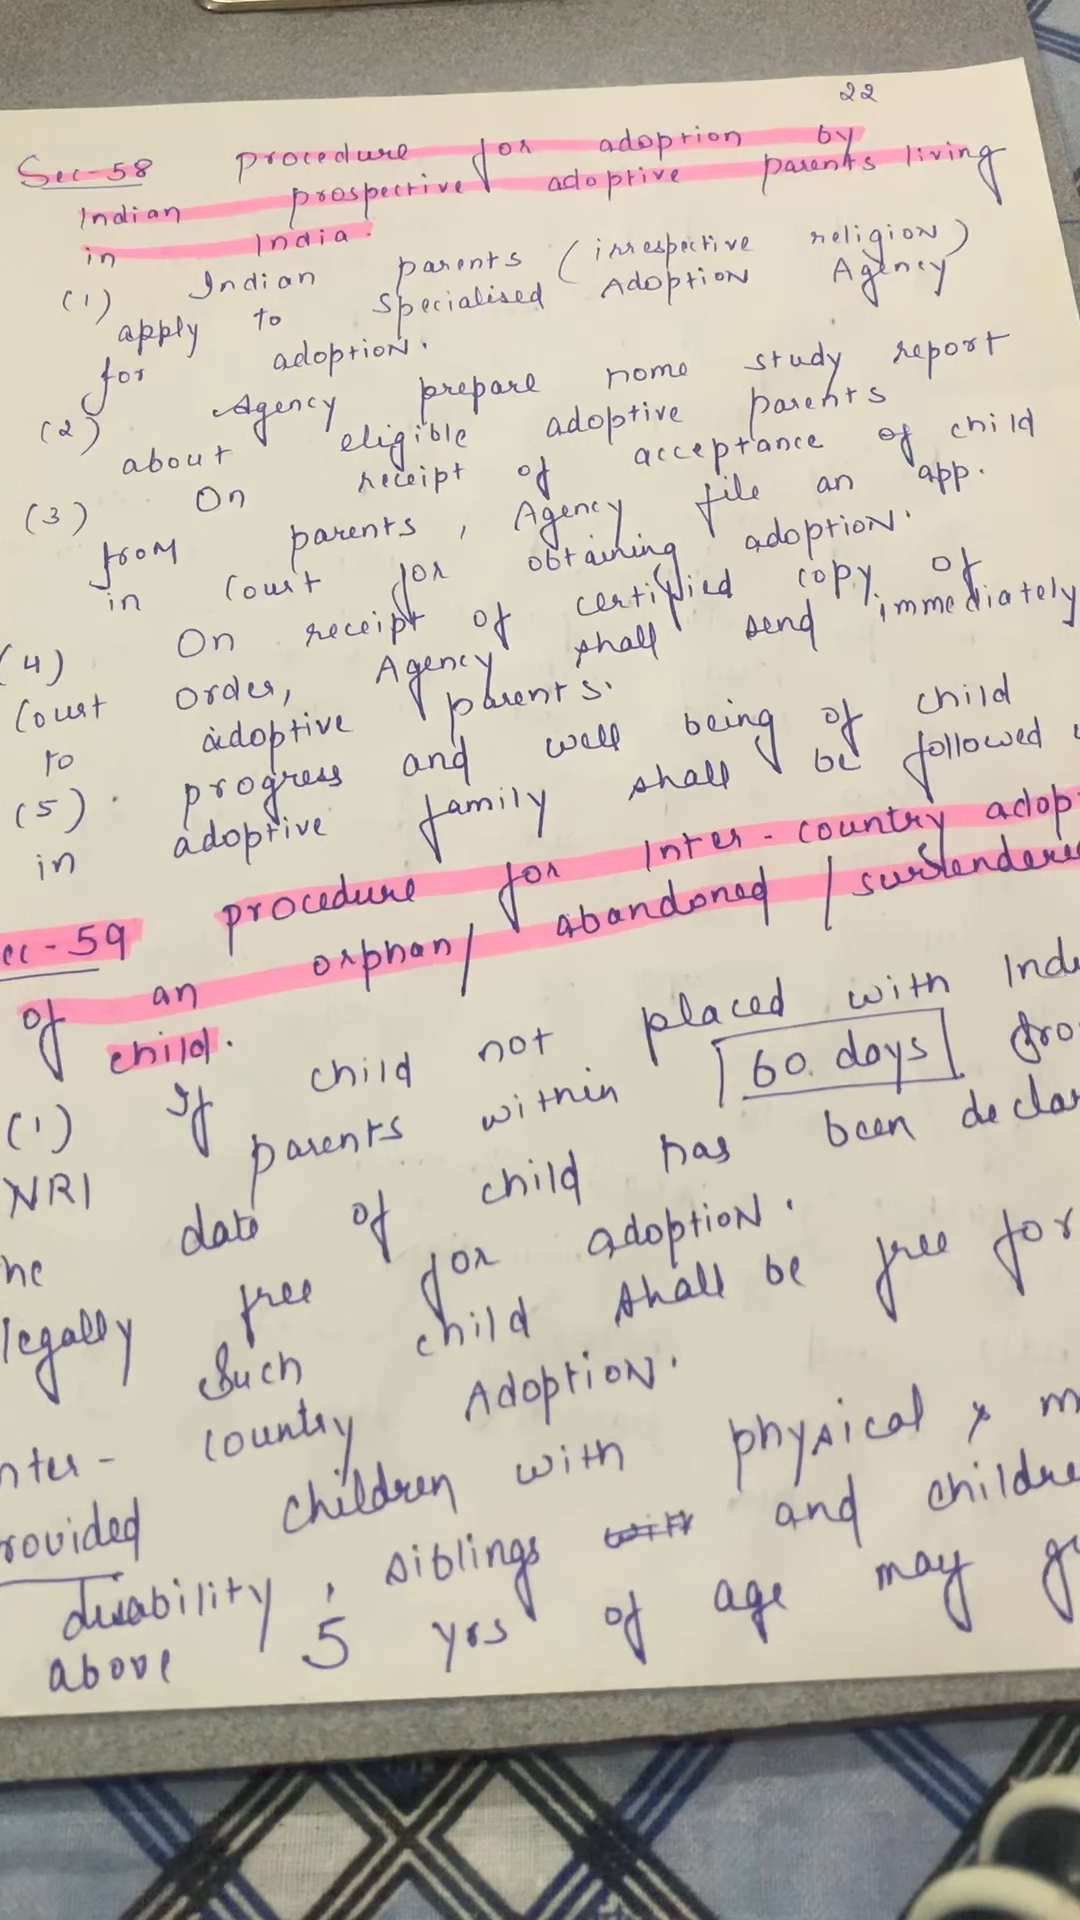 22
Sec-58 procedure for adoption by
Indian prospective adoptive parents living
in India.
(1) Indian parents (irrespective religion)
apply to specialised Adoption Agency
for adoption.
(2) Agency prepare home study report
about eligible adoptive parents
(3) On receipt of acceptance of child
from parents, Agency file an app.
in court for obtaining adoption.
(4) On receipt of certified copy of
court order, Agency shall send immediately
to adoptive parents.
(5) progress and well being of child
in adoptive family shall be followed
ec-59 procedure for Inter-country adop
of an orphan/abandoned/surrendere
child.
(1) If child not placed with Ind
NRI parents within 60 days fro
he date of child has been declar
legally free for adoption.
Such child shall be free for
nter- country Adoption.
rovided children with physical & m
disability, siblings and childre
above 5 yrs of age may